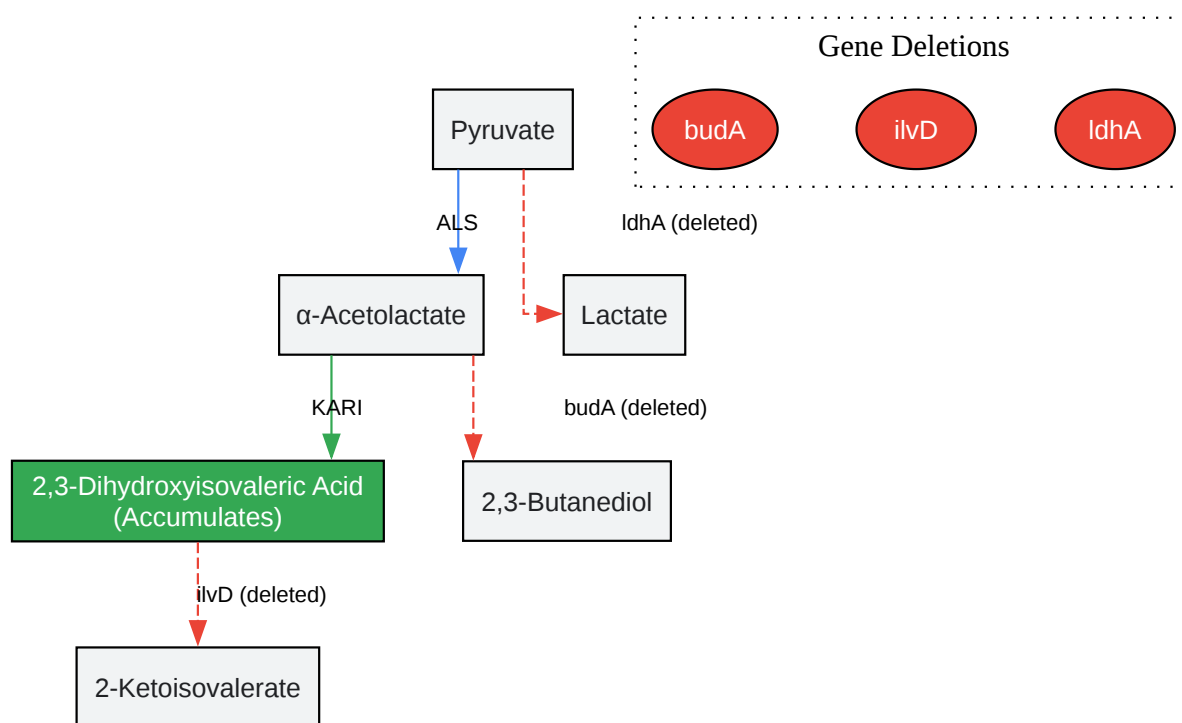 Gene Deletions
Pyruvate
budA
ilvD
ldhA
ALS
ldhA (deleted)
α-Acetolactate
Lactate
KARI
budA (deleted)
2,3-Dihydroxyisovaleric Acid
(Accumulates)
2,3-Butanediol
ilvD (deleted)
2-Ketoisovalerate